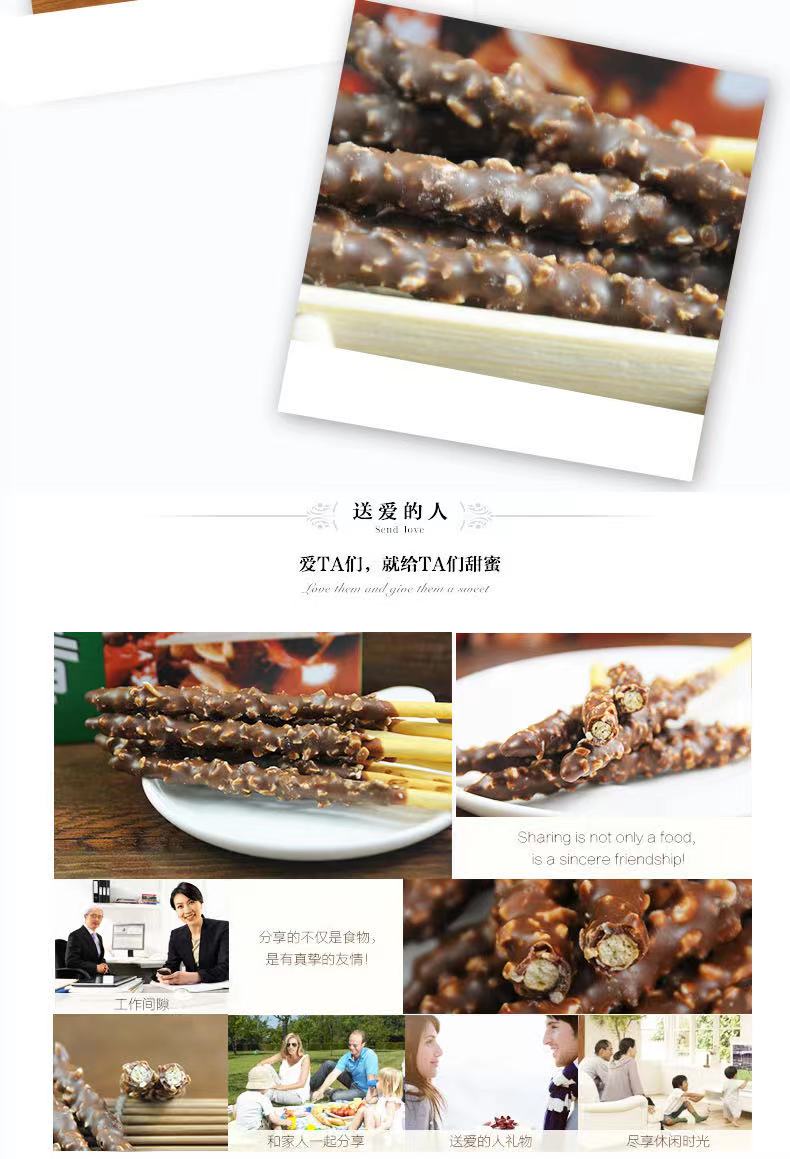 送爱的人
Send love
爱TA们，就给TA们甜蜜
Love them and give them a sweet
Sharing is not only a food,
is a sincere friendship!
分享的不仅是食物，
是有真挚的友情！
工作间隙
和家人一起分享
送爱的人礼物
尽享休闲时光